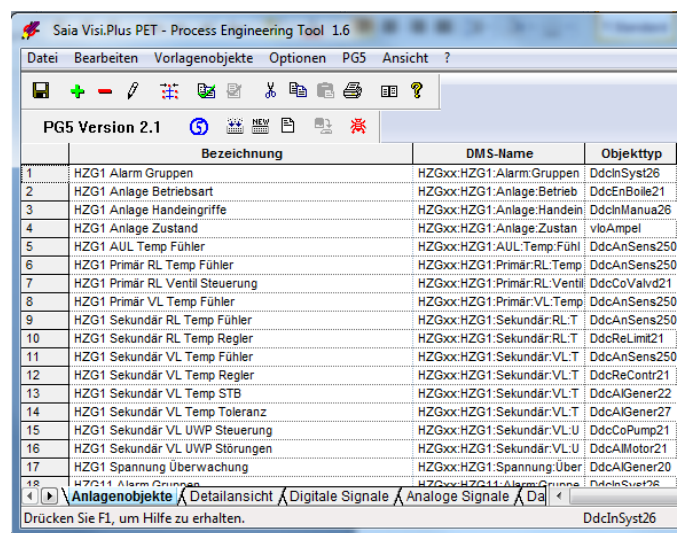 Saia Visi.Plus PET - Process Engineering Tool 1.6
Datei Bearbeiten Vorlagenobjekte Optionen PG5 Ansicht ?
PG5 Version 2.1 NEW
Bezeichnung DMS-Name Objekttyp
1 HZG1 Alarm Gruppen HZGxx:HZG1:Alarm:Gruppen DdcInSyst26
2 HZG1 Anlage Betriebsart HZGxx:HZG1:Anlage:Betrieb DdcEnBoile21
3 HZG1 Anlage Handeingriffe HZGxx:HZG1:Anlage:Handein DdcInManua26
4 HZG1 Anlage Zustand HZGxx:HZG1:Anlage:Zustan vloAmpel
5 HZG1 AUL Temp Fühler HZGxx:HZG1:AUL:Temp:Fühl DdcAnSens250
6 HZG1 Primär RL Temp Fühler HZGxx:HZG1:Primär:RL:Temp DdcAnSens250
7 HZG1 Primär RL Ventil Steuerung HZGxx:HZG1:Primär:RL:Ventil DdcCoValvd21
8 HZG1 Primär VL Temp Fühler HZGxx:HZG1:Primär:VL:Temp DdcAnSens250
9 HZG1 Sekundär RL Temp Fühler HZGxx:HZG1:Sekundär:RL:T DdcAnSens250
10 HZG1 Sekundär RL Temp Regler HZGxx:HZG1:Sekundär:RL:T DdcReLimit21
11 HZG1 Sekundär VL Temp Fühler HZGxx:HZG1:Sekundär:VL:T DdcAnSens250
12 HZG1 Sekundär VL Temp Regler HZGxx:HZG1:Sekundär:VL:T DdcReContr21
13 HZG1 Sekundär VL Temp STB HZGxx:HZG1:Sekundär:VL:T DdcAlGener22
14 HZG1 Sekundär VL Temp Toleranz HZGxx:HZG1:Sekundär:VL:T DdcAlGener27
15 HZG1 Sekundär VL UWP Steuerung HZGxx:HZG1:Sekundär:VL:U DdcCoPump21
16 HZG1 Sekundär VL UWP Störungen HZGxx:HZG1:Sekundär:VL:U DdcAlMotor21
17 HZG1 Spannung Überwachung HZGxx:HZG1:Spannung:Über DdcAlGener20
18 HZG11 Alarm Gruppen HZGxx:HZG11:Alarm:Gruppe DdcInSyst26
Anlagenobjekte Detailansicht Digitale Signale Analoge Signale Da
Drücken Sie F1, um Hilfe zu erhalten. DdcInSyst26